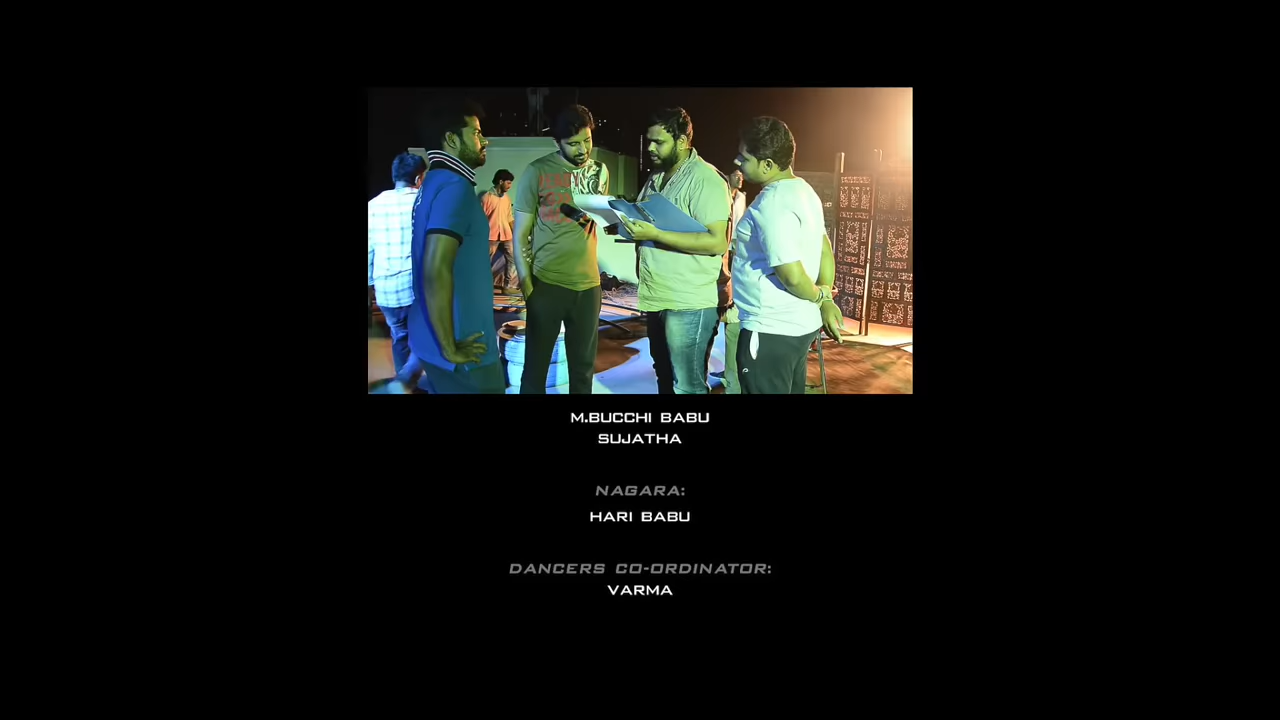 M.BUCCHI BABU
SUJATHA
NAGARA:
HARI BABU
DANCERS CO-ORDINATOR:
VARMA